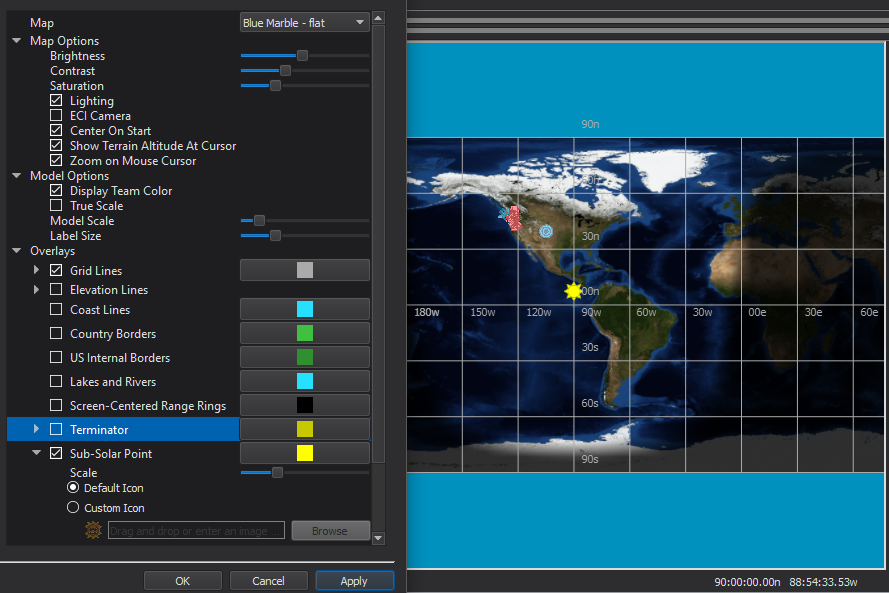 Map
Blue Marble - flat
Map Options
Brightness
Contrast
Saturation
Lighting
ECI Camera
Center On Start
Show Terrain Altitude At Cursor
Zoom on Mouse Cursor
Model Options
Display Team Color
True Scale
Model Scale
Label Size
Overlays
Grid Lines
Elevation Lines
Coast Lines
Country Borders
US Internal Borders
Lakes and Rivers
Screen-Centered Range Rings
Terminator
Sub-Solar Point
Scale
Default Icon
Custom Icon
Drag and drop or enter an image ...
Browse
OK Cancel Apply
90n
30n
00n
180w 150w 120w 90w 60w 30w 00e 30e 60e
30s
60s
90s
90:00:00.00n 88:54:33.53w